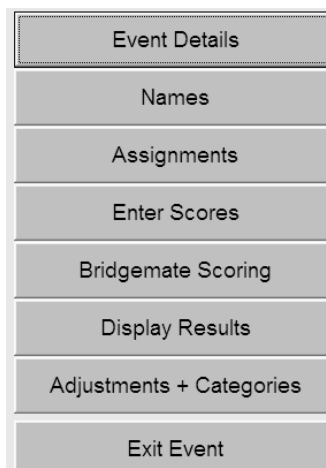 Event Details
Names
Assignments
Enter Scores
Bridgemate Scoring
Display Results
Adjustments + Categories
Exit Event